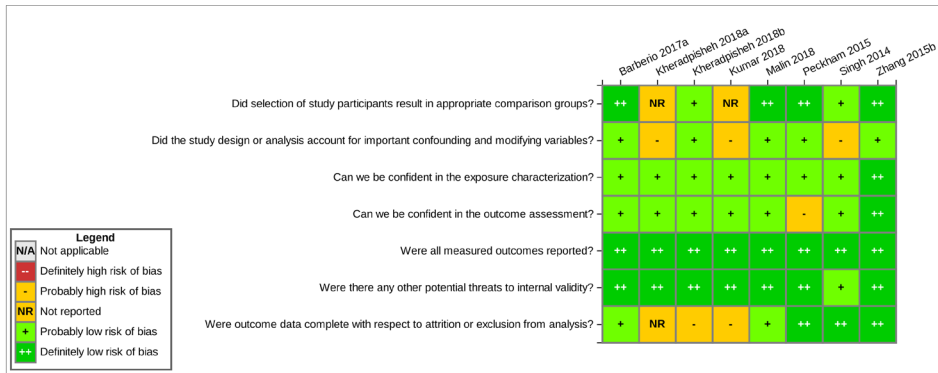 Barberio 2017a
Kheradpisheh 2018a
Kheradpisheh 2018b
Kumar 2018
Malin 2018
Peckham 2015
Singh 2014
Zhang 2015b
Did selection of study participants result in appropriate comparison groups? ++ NR + NR ++ ++ + ++
Did the study design or analysis account for important confounding and modifying variables? + - + - + + - +
Can we be confident in the exposure characterization? + + + + + + + ++
Can we be confident in the outcome assessment? + + + + + - + ++
Were all measured outcomes reported? ++ ++ ++ ++ ++ ++ ++ ++
Were there any other potential threats to internal validity? ++ ++ ++ ++ ++ ++ + ++
Were outcome data complete with respect to attrition or exclusion from analysis? + NR - - + ++ ++ ++
Legend
N/A Not applicable
-- Definitely high risk of bias
- Probably high risk of bias
NR Not reported
+ Probably low risk of bias
++ Definitely low risk of bias